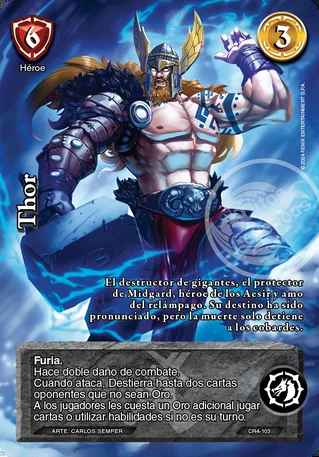 6
3
Héroe
© 2024 FENIX ENTERTAINMENT S.P.A.
Thor
El destructor de gigantes, el protector
de Midgard, héroe de los Aesir y amo
del relámpago. Su destino ha sido
pronunciado, pero la muerte solo detiene
a los cobardes.
Furia.
Hace doble daño de combate.
Cuando ataca, Destierra hasta dos cartas
oponentes que no sean Oro.
A los jugadores les cuesta un Oro adicional jugar
cartas o utilizar habilidades si no es su turno.
ARTE: CARLOS SEMPER
CR4-103